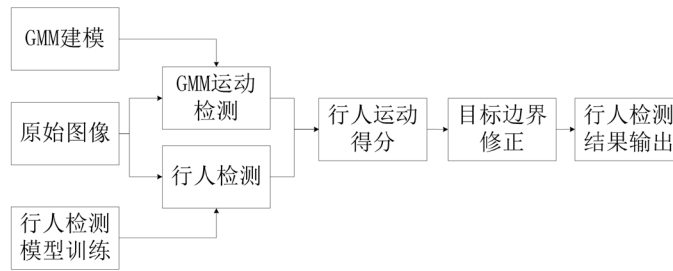 GMM建模
GMM运动
检测
原始图像
行人检测
行人检测
模型训练
行人运动
得分
目标边界
修正
行人检测
结果输出